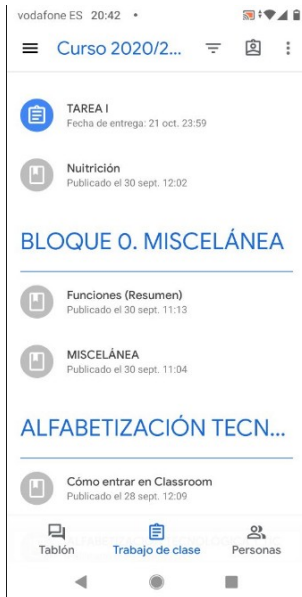 vodafone ES 20:42 •
Curso 2020/2...
TAREA I
Fecha de entrega: 21 oct. 23:59
Nuitrición
Publicado el 30 sept. 12:02
BLOQUE 0. MISCELÁNEA
Funciones (Resumen)
Publicado el 30 sept. 11:13
MISCELÁNEA
Publicado el 30 sept. 11:04
ALFABETIZACIÓN TECN...
Cómo entrar en Classroom
Publicado el 28 sept. 12:09
Tablón Trabajo de clase Personas